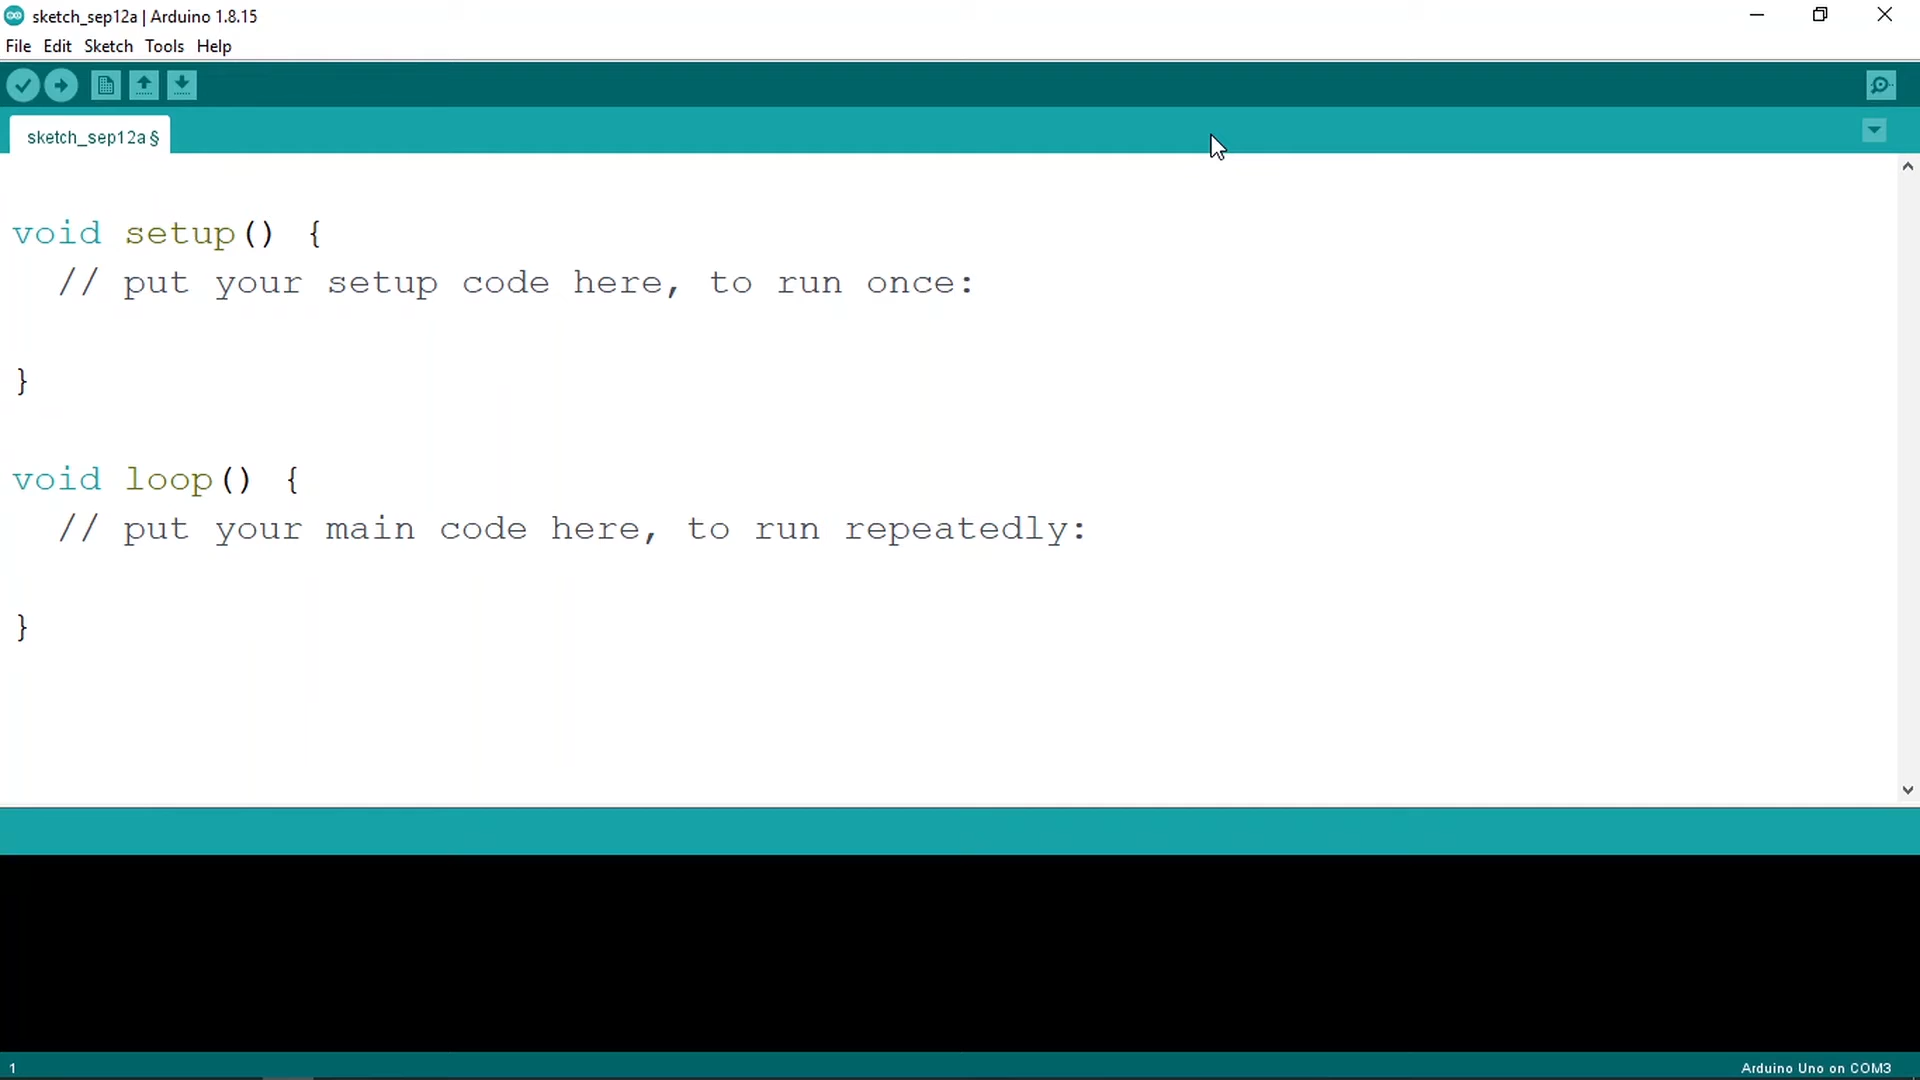 sketch_sep12a | Arduino 1.8.15
File Edit Sketch Tools Help
sketch_sep12a §
void setup() {
  // put your setup code here, to run once:
}
void loop() {
  // put your main code here, to run repeatedly:
}
1
Arduino Uno on COM3